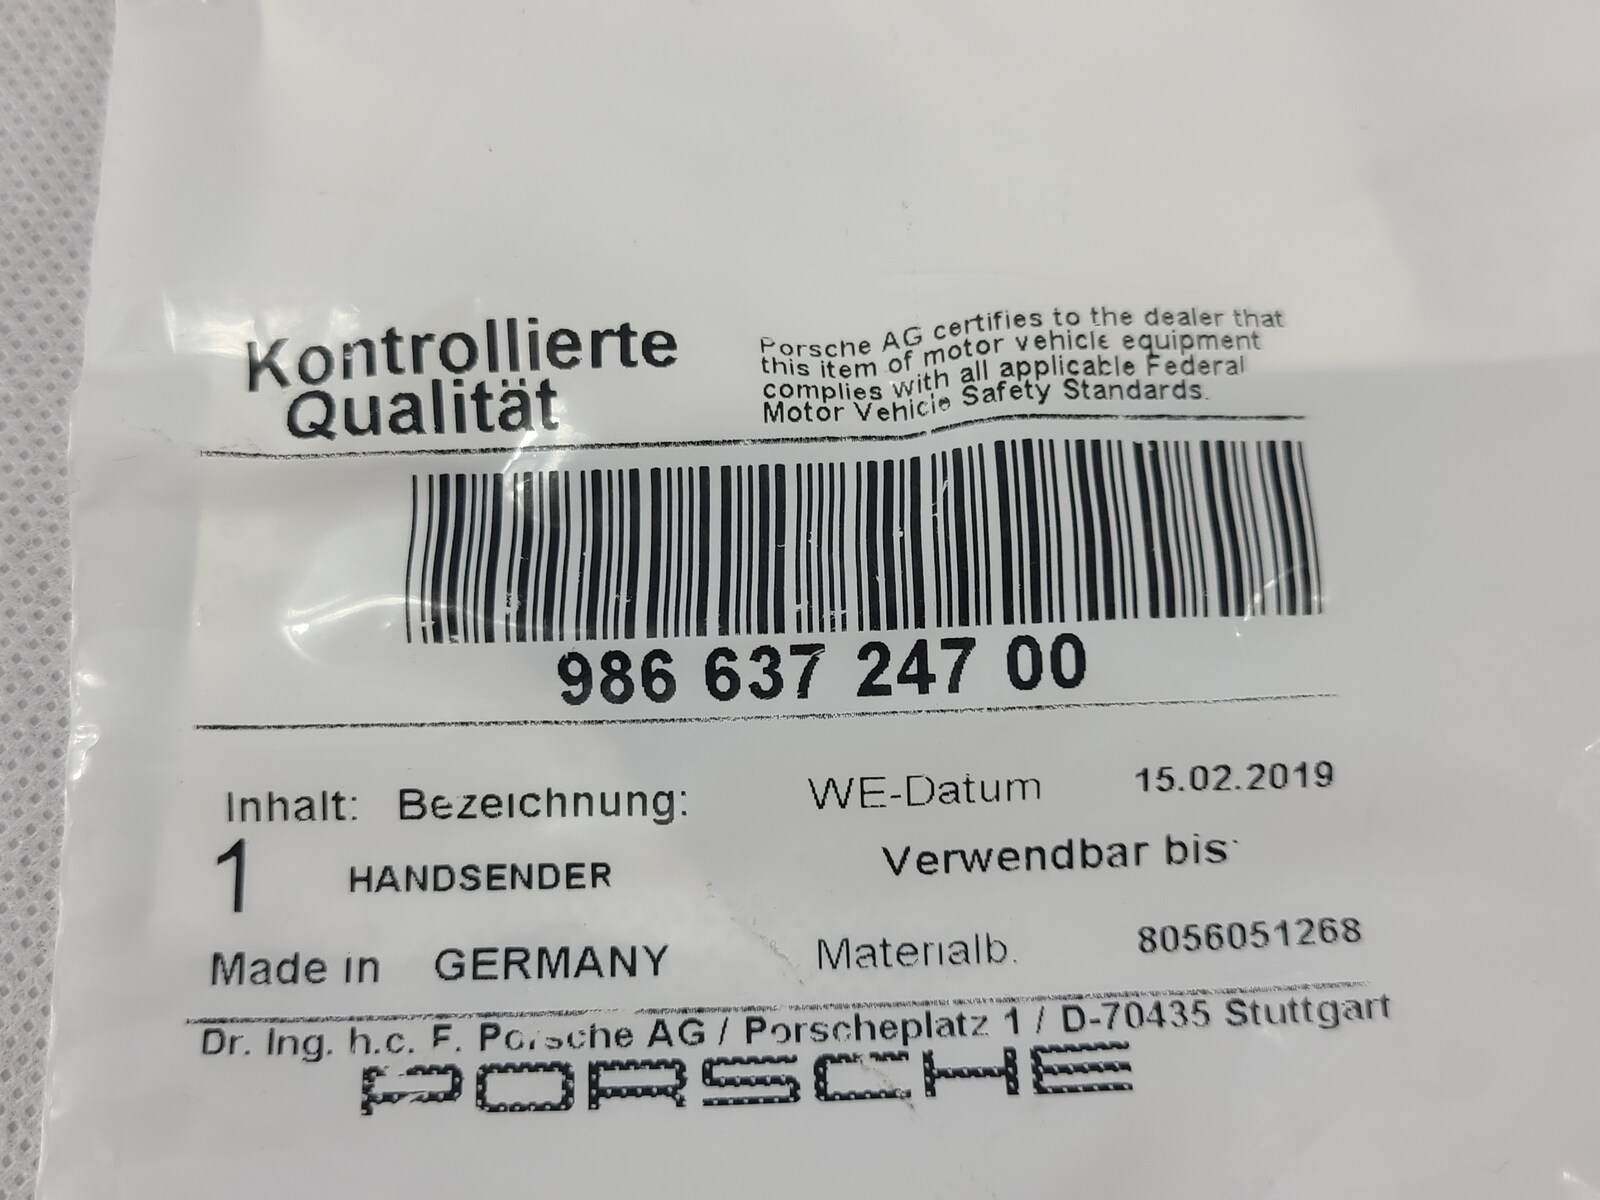 Kontrollierte
Qualität
Porsche AG certifies to the dealer that
this item of motor vehicle equipment
complies with all applicable Federal
Motor Vehicle Safety Standards.
986 637 247 00
Inhalt: Bezeichnung:
1 HANDSENDER
Made in GERMANY
WE-Datum 15.02.2019
Verwendbar bis:
Materialb. 8056051268
Dr. Ing. h.c. F. Porsche AG / Porscheplatz 1 / D-70435 Stuttgart
PORSCHE